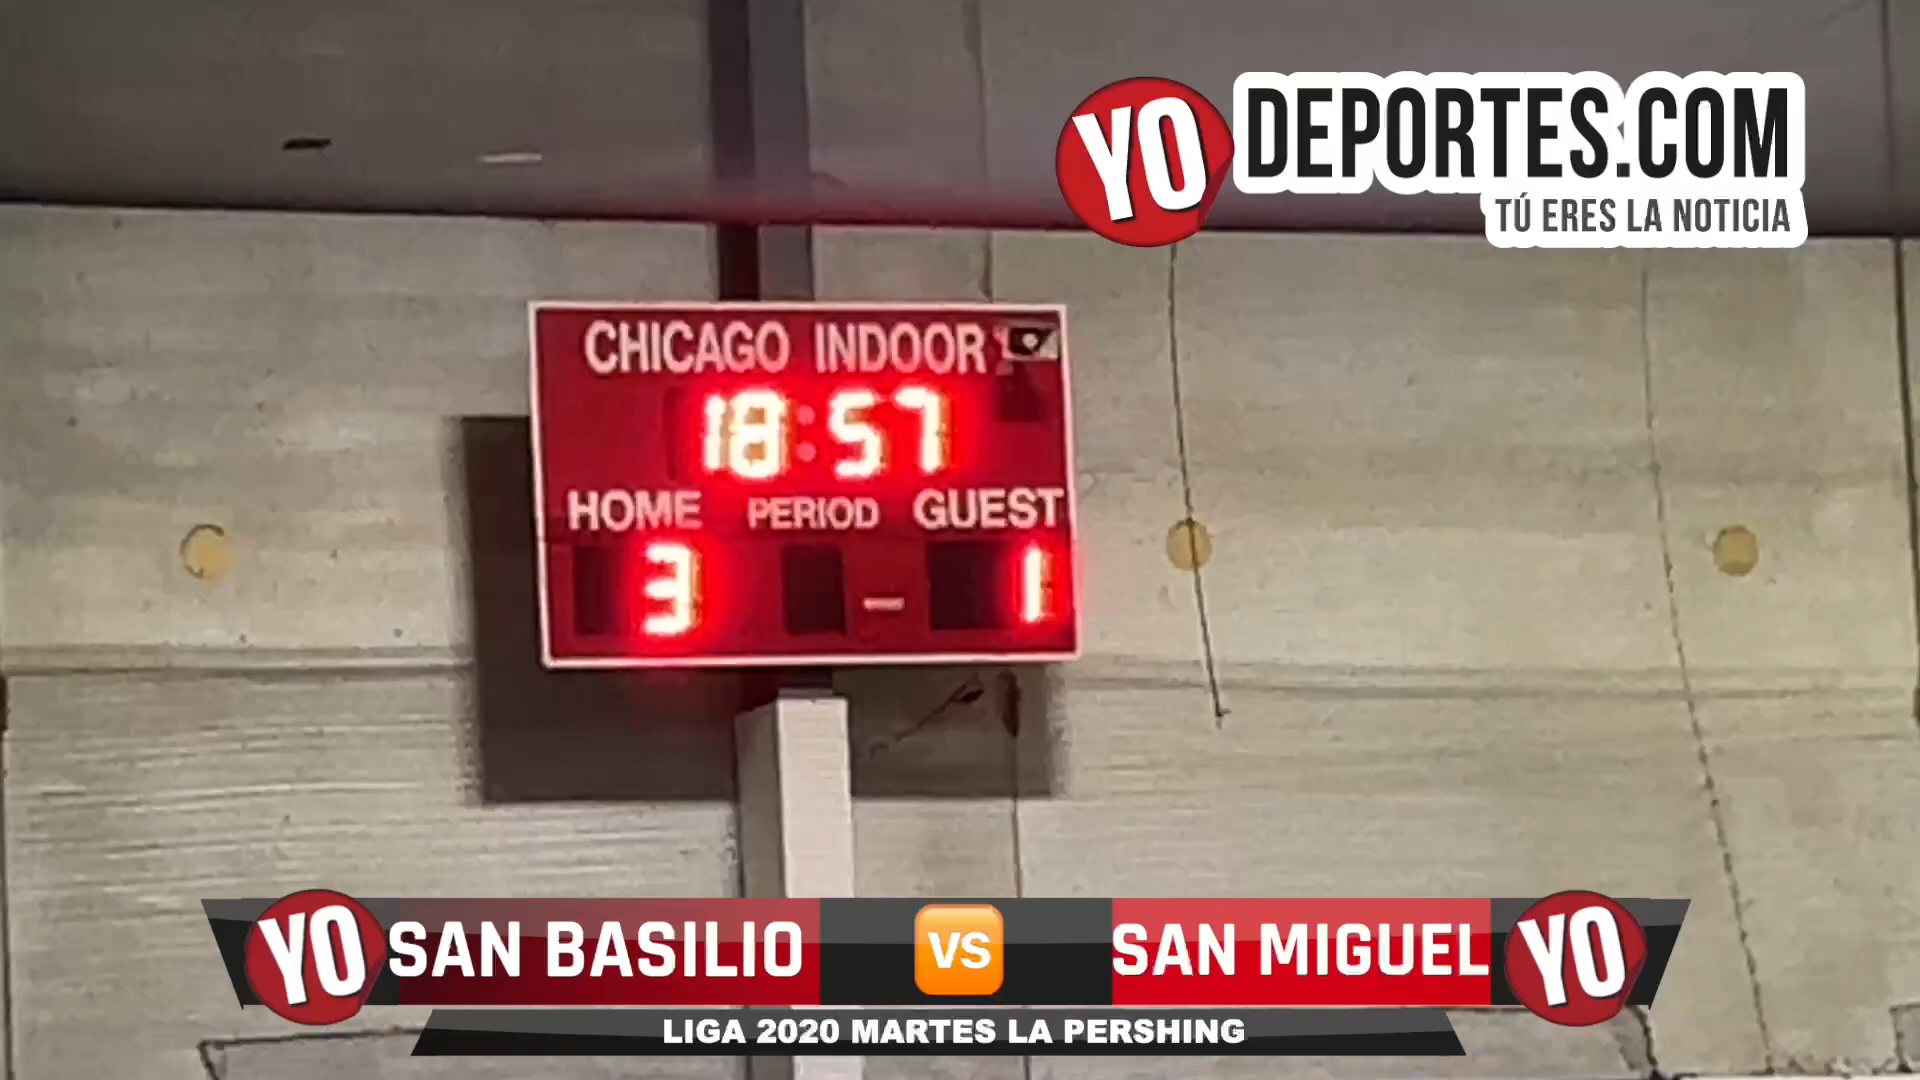 YO DEPORTES.COM
TÚ ERES LA NOTICIA
CHICAGO INDOOR
18:57
HOME PERIOD GUEST
3 1
YO SAN BASILIO VS SAN MIGUEL YO
LIGA 2020 MARTES LA PERSHING